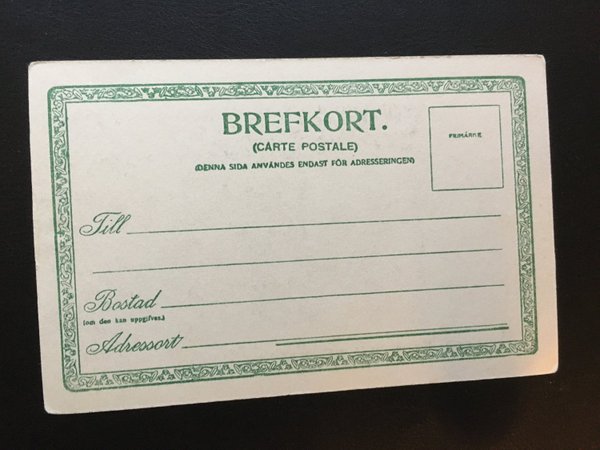 BREFKORT.
(CARTE POSTALE)
(DENNA SIDA ANVÄNDES ENDAST FÖR ADRESSERINGEN)
FRIMÄRKE
Till
Bostad
(om den kan uppgifvas.)
Adressort